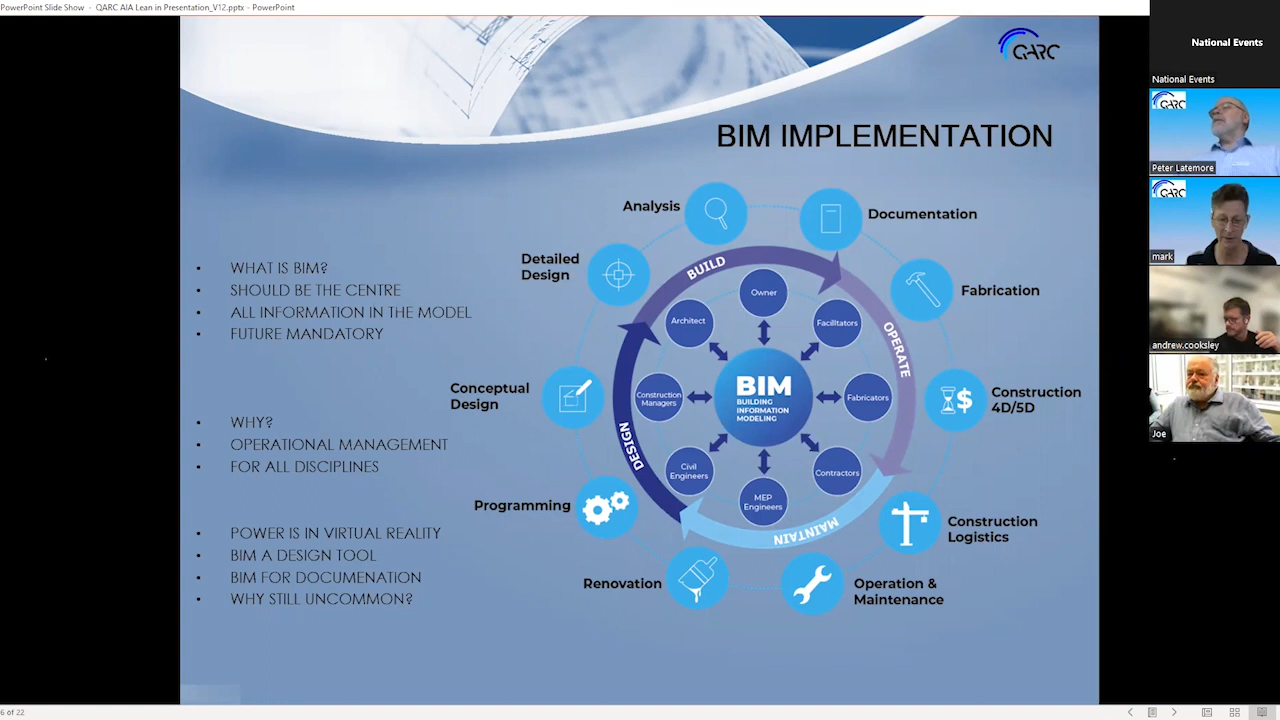 PowerPoint Slide Show - QARC AIA Lean in Presentation_V12.pptx - PowerPoint
QARC
BIM IMPLEMENTATION
• WHAT IS BIM?
• SHOULD BE THE CENTRE
• ALL INFORMATION IN THE MODEL
• FUTURE MANDATORY
• WHY?
• OPERATIONAL MANAGEMENT
• FOR ALL DISCIPLINES
• POWER IS IN VIRTUAL REALITY
• BIM A DESIGN TOOL
• BIM FOR DOCUMENATION
• WHY STILL UNCOMMON?
Analysis
Documentation
Detailed
Design
Fabrication
Conceptual
Design
Construction
4D/5D
Programming
Construction
Logistics
Renovation
Operation &
Maintenance
BUILD
OPERATE
MAINTAIN
DESIGN
Owner
Architect
Facilitators
Construction
Managers
Fabricators
Civil
Engineers
Contractors
MEP
Engineers
BIM
BUILDING
INFORMATION
MODELING
National Events
National Events
QARC
Peter Latemore
QARC
mark
andrew.cooksley
Joe
6 of 22